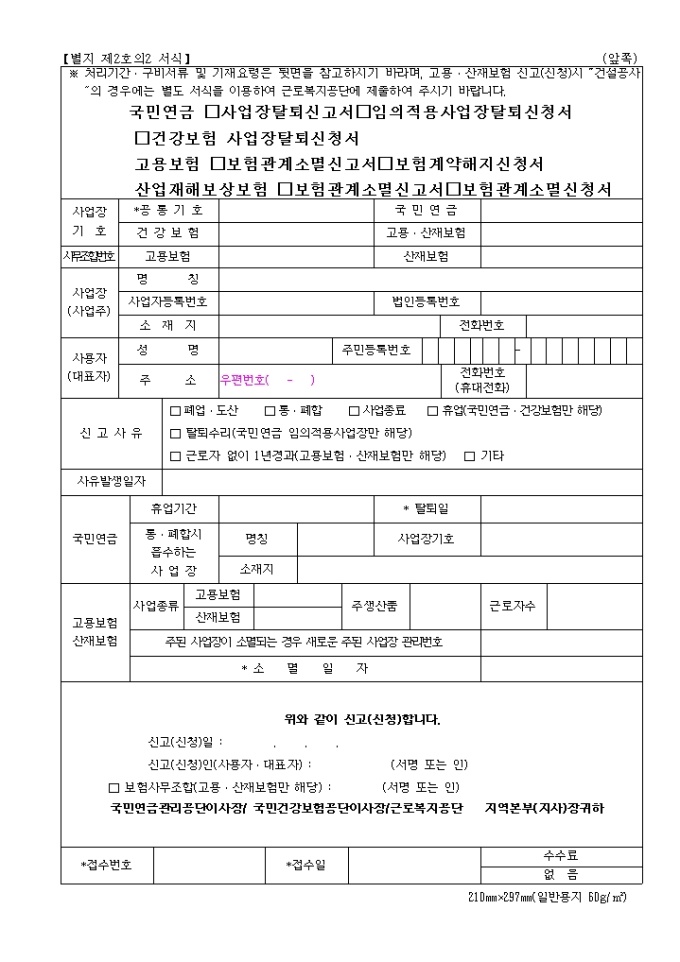 【별지 제2호의2 서식】 (앞쪽)
※ 처리기간·구비서류 및 기재요령은 뒷면을 참고하시기 바라며, 고용·산재보험 신고(신청)시 "건설공사
"의 경우에는 별도 서식을 이용하여 근로복지공단에 제출하여 주시기 바랍니다.
국민연금 □사업장탈퇴신고서□임의적용사업장탈퇴신청서
□건강보험 사업장탈퇴신청서
고용보험 □보험관계소멸신고서□보험계약해지신청서
산업재해보상보험 □보험관계소멸신고서□보험관계소멸신청서
사업장 기 호
*공 통 기 호 국 민 연 금
건 강 보 험 고용·산재보험
사무조합번호 고용보험 산재보험
사업장 (사업주)
명 칭
사업자등록번호 법인등록번호
소 재 지 전화번호
사용자 (대표자)
성 명 주민등록번호 -
주 소 우편번호( - ) 전화번호 (휴대전화)
신 고 사 유
□ 폐업·도산 □ 통·폐합 □ 사업종료 □ 휴업(국민연금·건강보험만 해당)
□ 탈퇴수리(국민연금 임의적용사업장만 해당)
□ 근로자 없이 1년경과(고용보험·산재보험만 해당) □ 기타
사유발생일자
국민연금
휴업기간 * 탈퇴일
통·폐합시 흡수하는 사 업 장
명칭 사업장기호
소재지
고용보험 산재보험
사업종류 고용보험 산재보험 주생산품 근로자수
주된 사업장이 소멸되는 경우 새로운 주된 사업장 관리번호
* 소 멸 일 자
위와 같이 신고(신청)합니다.
신고(신청)일 : . . .
신고(신청)인(사용자·대표자) : (서명 또는 인)
□ 보험사무조합(고용·산재보험만 해당) : (서명 또는 인)
국민연금관리공단이사장/ 국민건강보험공단이사장/근로복지공단 지역본부(지사)장귀하
*접수번호 *접수일 수수료
없 음
210㎜×297㎜(일반용지 60g/㎡)